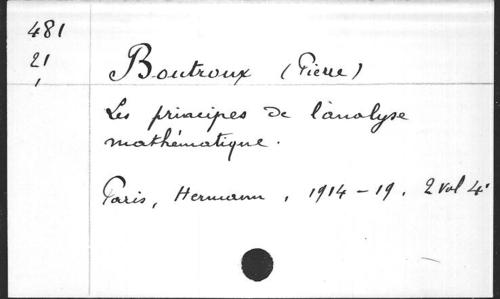 481
21
1
Boutroux (Pierre)
Les principes de l'analyse
mathématique.
Paris, Hermann, 1914-19. 2 vol 4°